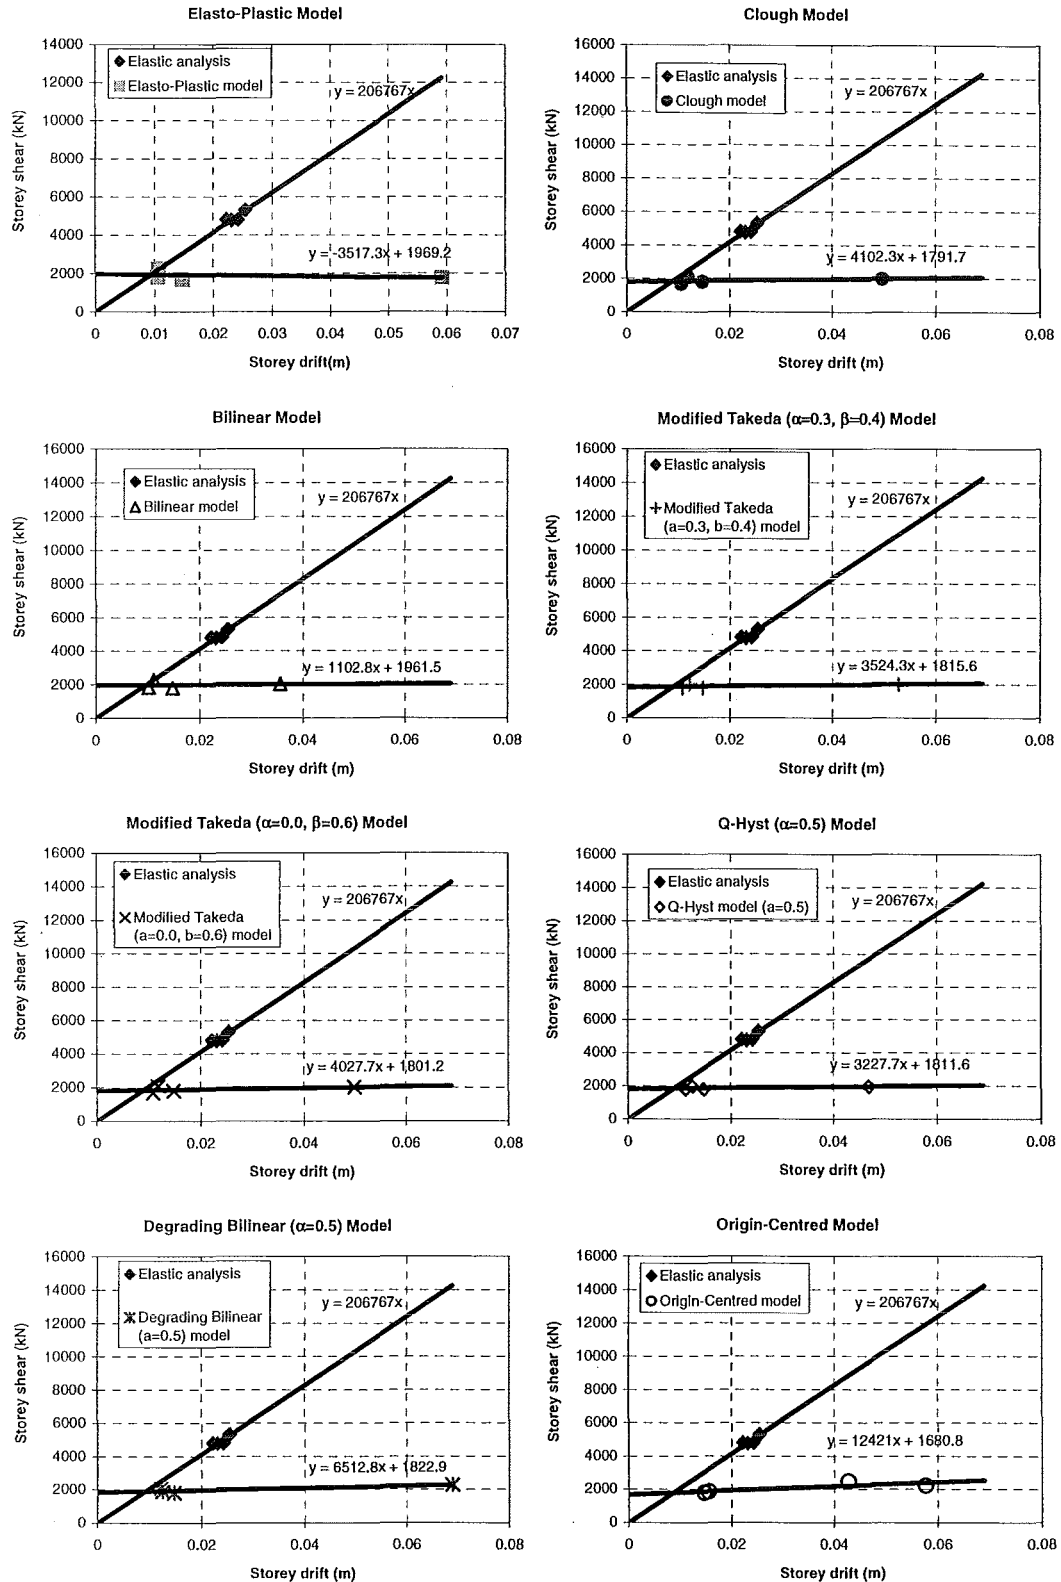 Elasto-Plastic Model
14000
12000
10000
8000
6000
4000
2000
0
Storey shear (kN)
Elastic analysis
Elasto-Plastic model
y = 206767x
y = -3517.3x + 1969.2
0 0.01 0.02 0.03 0.04 0.05 0.06 0.07
Storey drift(m)
Clough Model
16000
14000
12000
10000
8000
6000
4000
2000
0
Storey shear (kN)
Elastic analysis
Clough model
y = 206767x
y = 4102.3x + 1791.7
0 0.02 0.04 0.06 0.08
Storey drift (m)
Bilinear Model
16000
14000
12000
10000
8000
6000
4000
2000
0
Storey shear (kN)
Elastic analysis
Bilinear model
y = 206767x
y = 1102.8x + 1961.5
0 0.02 0.04 0.06 0.08
Storey drift (m)
Modified Takeda (α=0.3, β=0.4) Model
16000
14000
12000
10000
8000
6000
4000
2000
0
Storey shear (kN)
Elastic analysis
Modified Takeda
(a=0.3, b=0.4) model
y = 206767x
y = 3524.3x + 1815.6
0 0.02 0.04 0.06 0.08
Storey drift (m)
Modified Takeda (α=0.0, β=0.6) Model
16000
14000
12000
10000
8000
6000
4000
2000
0
Storey shear (kN)
Elastic analysis
Modified Takeda
(a=0.0, b=0.6) model
y = 206767x
y = 4027.7x + 1801.2
0 0.02 0.04 0.06 0.08
Storey drift (m)
Q-Hyst (α=0.5) Model
16000
14000
12000
10000
8000
6000
4000
2000
0
Storey shear (kN)
Elastic analysis
Q-Hyst model (a=0.5)
y = 206767x
y = 3227.7x + 1811.6
0 0.02 0.04 0.06 0.08
Storey drift (m)
Degrading Bilinear (α=0.5) Model
16000
14000
12000
10000
8000
6000
4000
2000
0
Storey shear (kN)
Elastic analysis
Degrading Bilinear
(a=0.5) model
y = 206767x
y = 6512.8x + 1822.9
0 0.02 0.04 0.06 0.08
Storey drift (m)
Origin-Centred Model
16000
14000
12000
10000
8000
6000
4000
2000
0
Storey shear (kN)
Elastic analysis
Origin-Centred model
y = 206767x
y = 12421x + 1680.8
0 0.02 0.04 0.06 0.08
Storey drift (m)